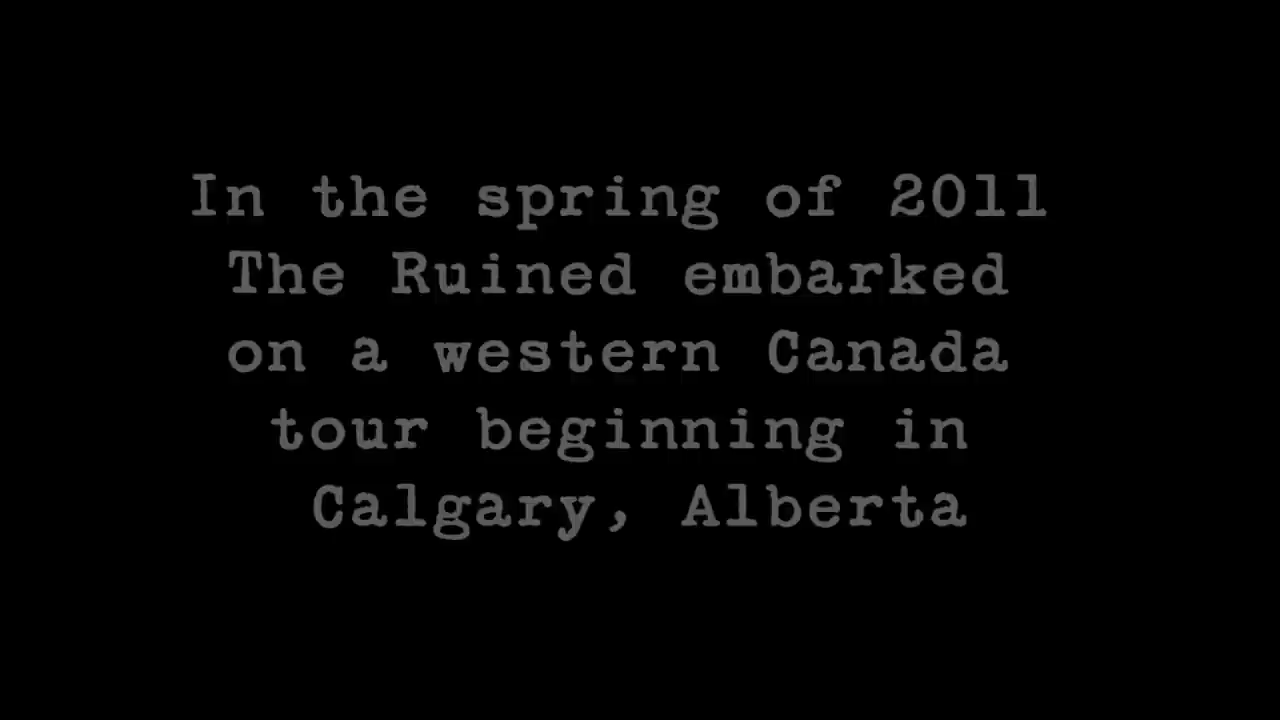 In the spring of 2011
The Ruined embarked
on a western Canada
tour beginning in
Calgary, Alberta